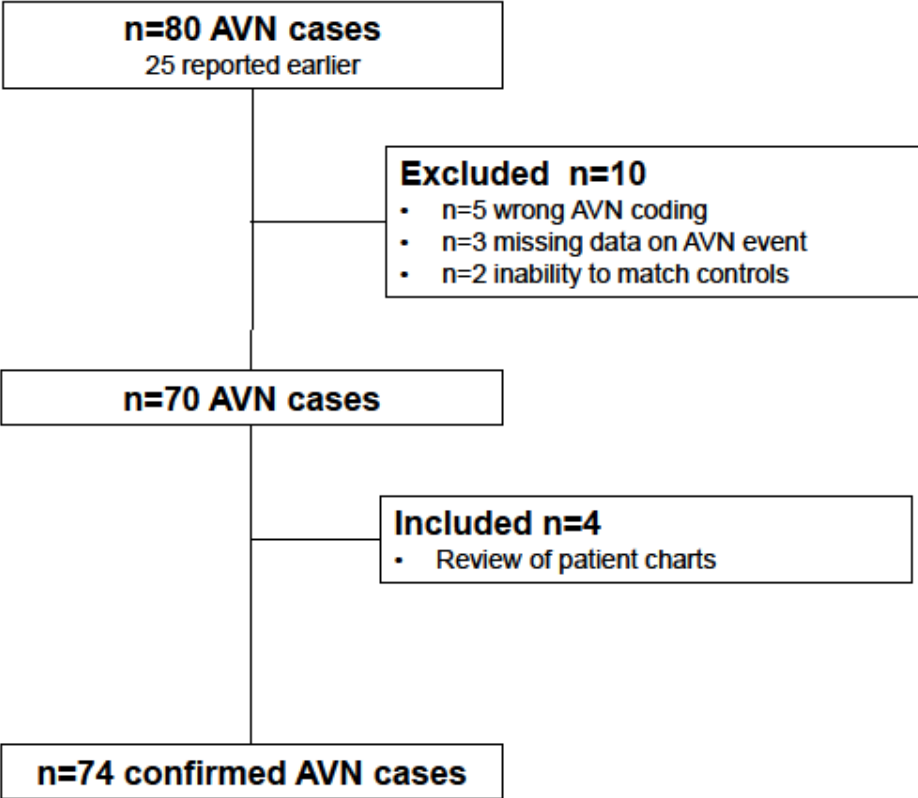 n=80 AVN cases
25 reported earlier
Excluded  n=10
• n=5 wrong AVN coding
• n=3 missing data on AVN event
• n=2 inability to match controls
n=70 AVN cases
Included n=4
• Review of patient charts
n=74 confirmed AVN cases